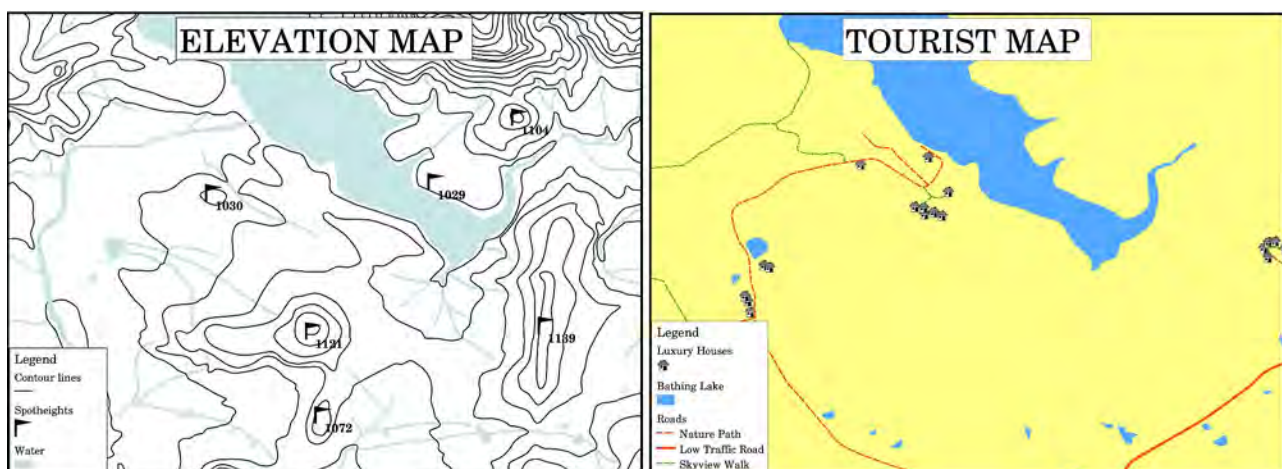 ELEVATION MAP
1104
1029
1030
1121
1139
1072
Legend
Contour lines
Spotheights
Water
TOURIST MAP
Legend
Luxury Houses
Bathing Lake
Roads
Nature Path
Low Traffic Road
Skyview Walk